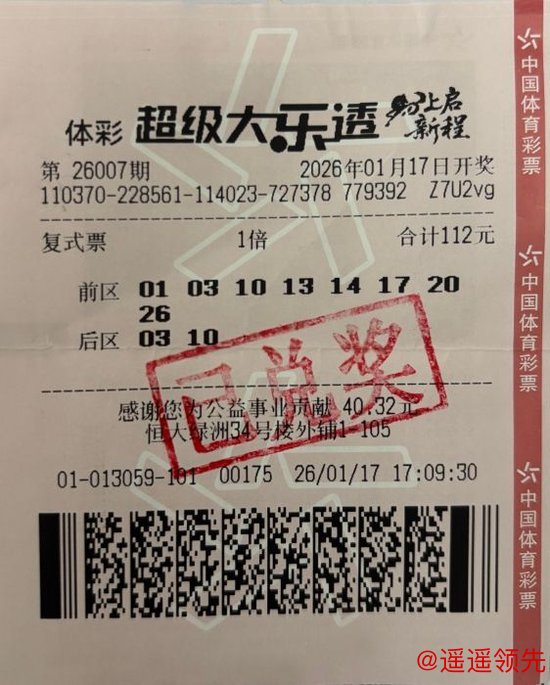 体彩 超级大乐透 马上启新程
第 26007期 2026年01月17日开奖
110370-228561-114023-727378 779392 Z7U2vg
复式票 1倍 合计112元
前区 01 03 10 13 14 17 20
26
后区 03 10
已兑奖
感谢您为公益事业贡献 40.32元
恒大绿洲34号楼外铺1-105
01-013059-101 00175 26/01/17 17:09:30
中国体育彩票
中国体育彩票
中国体育彩票
@遥遥领先